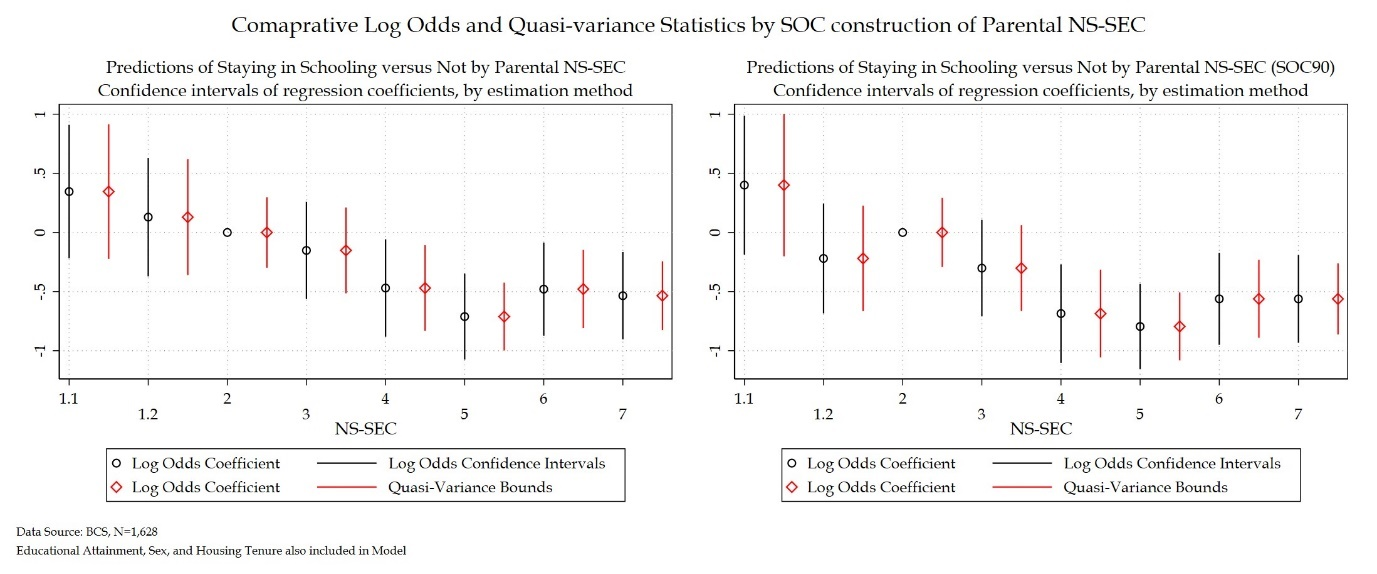 Comaprative Log Odds and Quasi-variance Statistics by SOC construction of Parental NS-SEC
Predictions of Staying in Schooling versus Not by Parental NS-SEC
Confidence intervals of regression coefficients, by estimation method
1
.5
0
-.5
-1
1.1
1.2
2
3
4
5
6
7
NS-SEC
Log Odds Coefficient
Log Odds Confidence Intervals
Log Odds Coefficient
Quasi-Variance Bounds
Predictions of Staying in Schooling versus Not by Parental NS-SEC (SOC90)
Confidence intervals of regression coefficients, by estimation method
1
.5
0
-.5
-1
1.1
1.2
2
3
4
5
6
7
NS-SEC
Log Odds Coefficient
Log Odds Confidence Intervals
Log Odds Coefficient
Quasi-Variance Bounds
Data Source: BCS, N=1,628
Educational Attainment, Sex, and Housing Tenure also included in Model